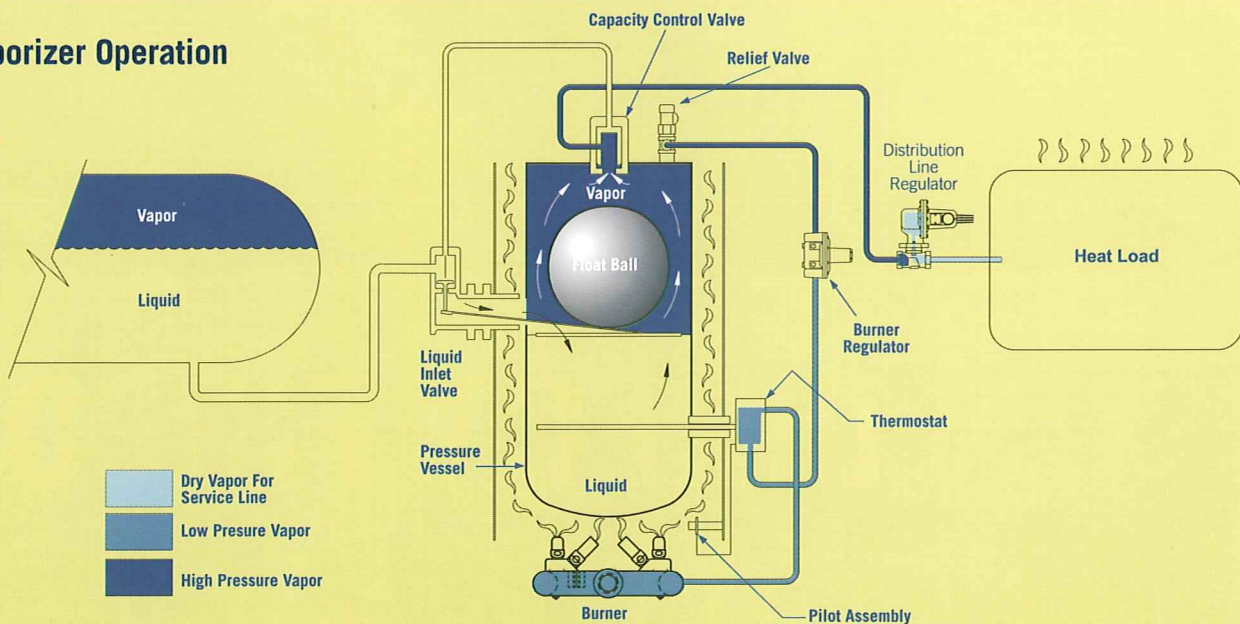 porizer Operation
Capacity Control Valve
Relief Valve
Distribution
Line
Regulator
Vapor
Vapor
Float Ball
Heat Load
Liquid
Burner
Regulator
Liquid
Inlet
Valve
Thermostat
Pressure
Vessel
Liquid
Dry Vapor For
Service Line
Low Presure Vapor
High Pressure Vapor
Burner
Pilot Assembly